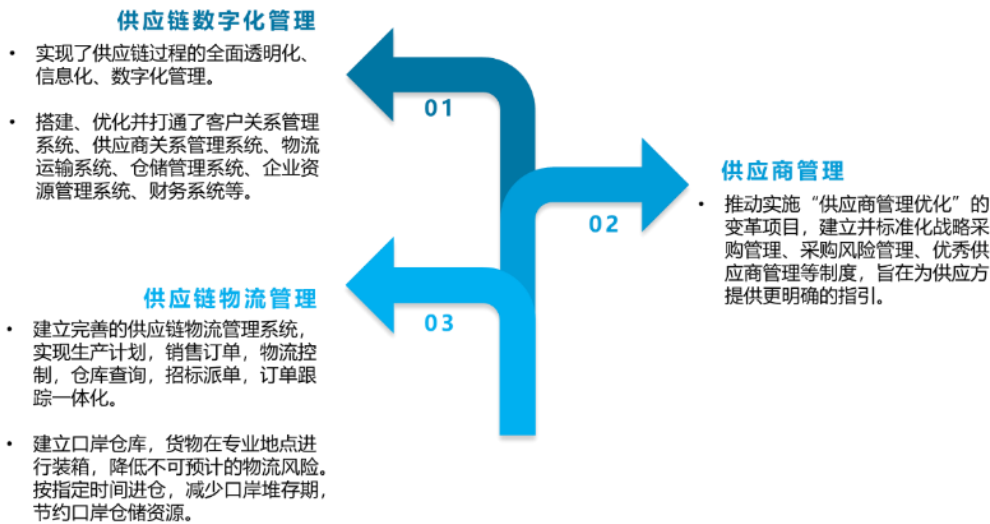 供应链数字化管理
• 实现了供应链过程的全面透明化、
信息化、数字化管理。
• 搭建、优化并打通了客户关系管理
系统、供应商关系管理系统、物流
运输系统、仓储管理系统、企业资
源管理系统、财务系统等。
01
供应商管理
• 推动实施“供应商管理优化”的
变革项目，建立并标准化战略采
购管理、采购风险管理、优秀供
应商管理等制度，旨在为供应方
提供更明确的指引。
02
供应链物流管理
• 建立完善的供应链物流管理系统，
实现生产计划，销售订单，物流控
制，仓库查询，招标派单，订单跟
踪一体化。
• 建立口岸仓库，货物在专业地点进
行装箱，降低不可预计的物流风险。
按指定时间进仓，减少口岸堆存期，
节约口岸仓储资源。
03